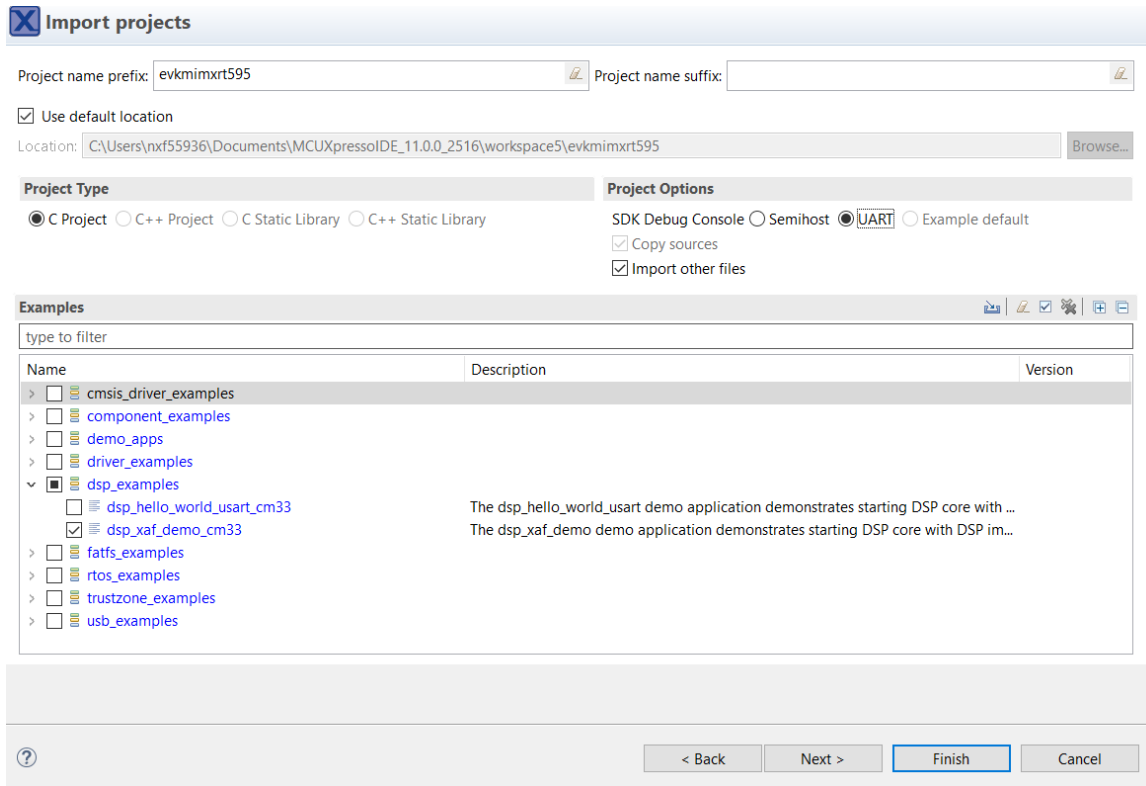 Import projects
Project name prefix: evkmimxrt595 Project name suffix:
Use default location
Location: C:\Users\nxf55936\Documents\MCUXpressoIDE_11.0.0_2516\workspace5\evkmimxrt595 Browse...
Project Type Project Options
C Project C++ Project C Static Library C++ Static Library SDK Debug Console Semihost UART Example default
Copy sources
Import other files
Examples
type to filter
Name Description Version
cmsis_driver_examples
component_examples
demo_apps
driver_examples
dsp_examples
dsp_hello_world_usart_cm33 The dsp_hello_world_usart demo application demonstrates starting DSP core with ...
dsp_xaf_demo_cm33 The dsp_xaf_demo demo application demonstrates starting DSP core with DSP im...
fatfs_examples
rtos_examples
trustzone_examples
usb_examples
< Back Next > Finish Cancel